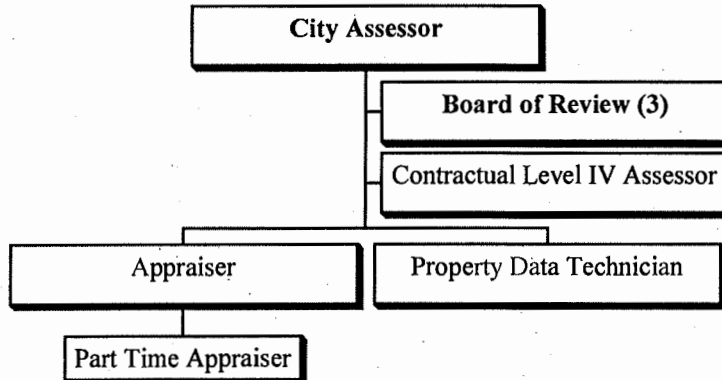 City Assessor
Board of Review (3)
Contractual Level IV Assessor
Appraiser
Property Data Technician
Part Time Appraiser